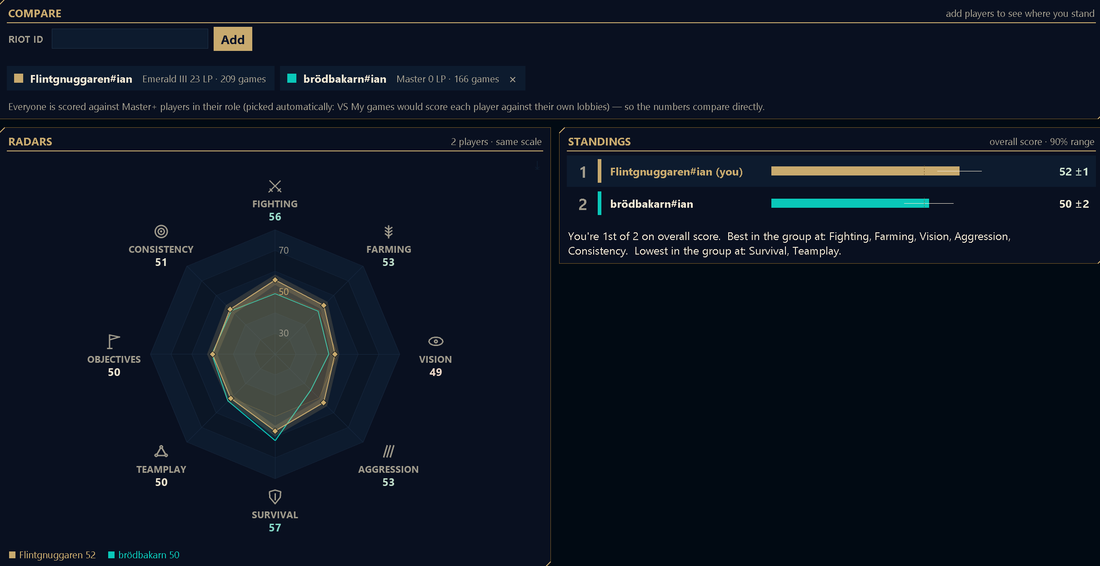 COMPARE
add players to see where you stand
RIOT ID
Add
Flintgnuggaren#ian Emerald III 23 LP · 209 games
brödbakarn#ian Master 0 LP · 166 games ×
Everyone is scored against Master+ players in their role (picked automatically: VS My games would score each player against their own lobbies) — so the numbers compare directly.
RADARS
2 players · same scale
FIGHTING
56
CONSISTENCY
51
FARMING
53
70
50
30
OBJECTIVES
50
VISION
49
TEAMPLAY
50
AGGRESSION
53
SURVIVAL
57
Flintgnuggaren 52 brödbakarn 50
STANDINGS
overall score · 90% range
1 Flintgnuggaren#ian (you) 52 ±1
2 brödbakarn#ian 50 ±2
You're 1st of 2 on overall score. Best in the group at: Fighting, Farming, Vision, Aggression,
Consistency. Lowest in the group at: Survival, Teamplay.